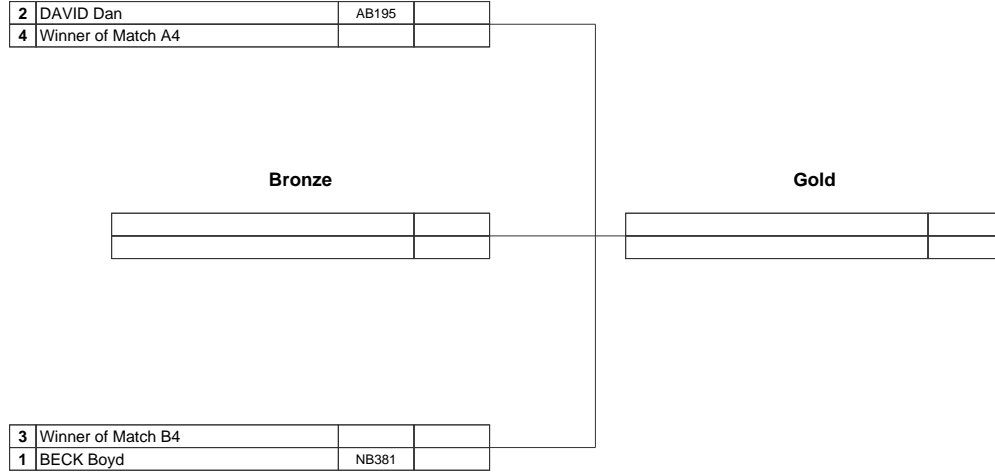 2 DAVID Dan AB195
4 Winner of Match A4
Bronze Gold
3 Winner of Match B4
1 BECK Boyd NB381